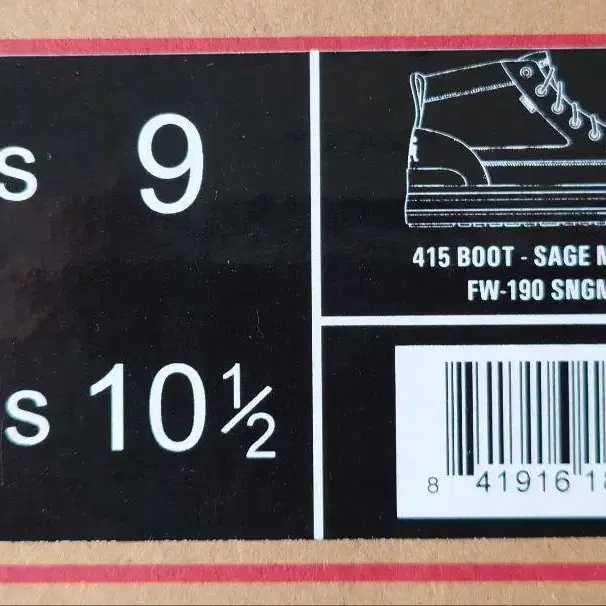 s 9
s 10½
415 BOOT - SAGE
FW-190 SNGM
8 41916 1